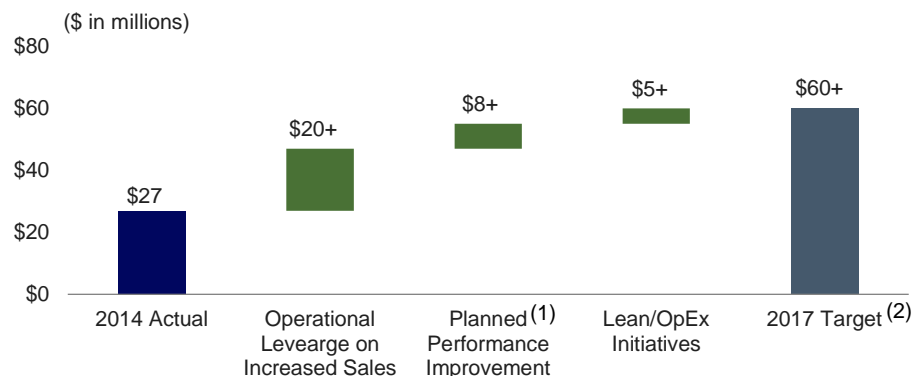 ($ in millions)
$80
$60
$40
$20
$0
$27
$20+
$8+
$5+
$60+
2014 Actual
Operational
Levearge on
Increased Sales
Planned (1)
Performance
Improvement
Lean/OpEx
Initiatives
2017 Target (2)